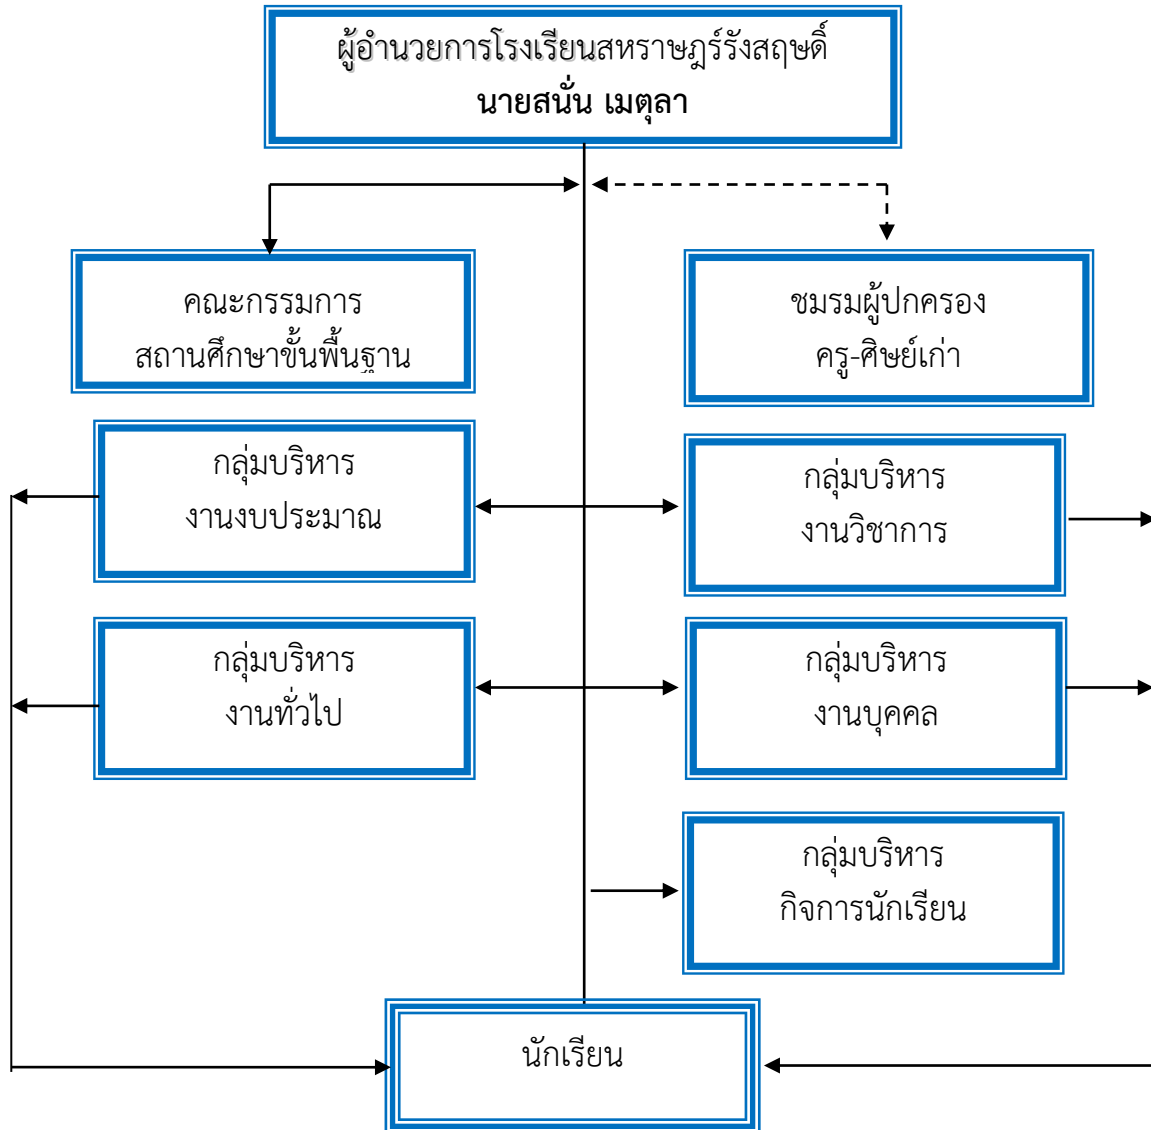 ผู้อำนวยการโรงเรียนสหราษฎร์รังสฤษดิ์
นายสนั่น เมตุลา
คณะกรรมการ
สถานศึกษาขั้นพื้นฐาน
ชมรมผู้ปกครอง
ครู-ศิษย์เก่า
กลุ่มบริหาร
งานงบประมาณ
กลุ่มบริหาร
งานวิชาการ
กลุ่มบริหาร
งานทั่วไป
กลุ่มบริหาร
งานบุคคล
กลุ่มบริหาร
กิจการนักเรียน
นักเรียน